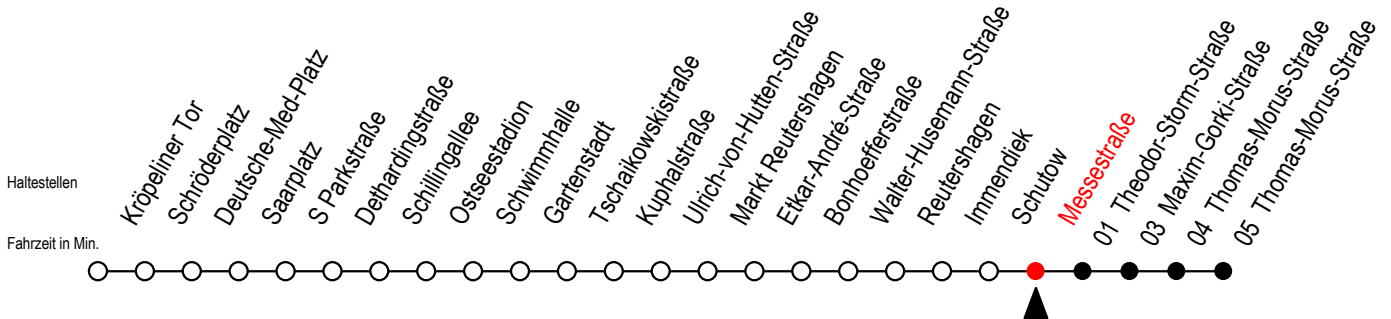 Haltestellen
Fahrzeit in Min.
Kröpeliner Tor
Schröderplatz
Deutsche-Med-Platz
Saarplatz
S Parkstraße
Dethardingstraße
Schillingallee
Ostseestadion
Schwimmhalle
Gartenstadt
Tschaikowskistraße
Kuphalstraße
Ulrich-von-Hutten-Straße
Markt Reutershagen
Etkar-André-Straße
Bonhoefferstraße
Walter-Husemann-Straße
Reutershagen
Immendiek
Schutow
Messestraße
01 Theodor-Storm-Straße
03 Maxim-Gorki-Straße
04 Thomas-Morus-Straße
05 Thomas-Morus-Straße